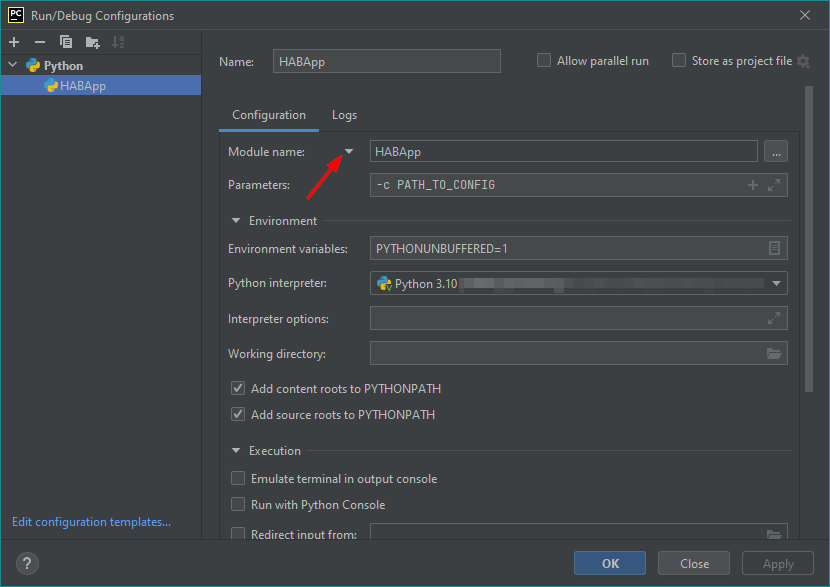 PC Run/Debug Configurations
Python
HABApp
Name: HABApp Allow parallel run Store as project file
Configuration Logs
Module name: HABApp ...
Parameters: -c PATH_TO_CONFIG
Environment
Environment variables: PYTHONUNBUFFERED=1
Python interpreter: Python 3.10
Interpreter options:
Working directory:
Add content roots to PYTHONPATH
Add source roots to PYTHONPATH
Execution
Emulate terminal in output console
Run with Python Console
Redirect input from:
Edit configuration templates...
? OK Close Apply